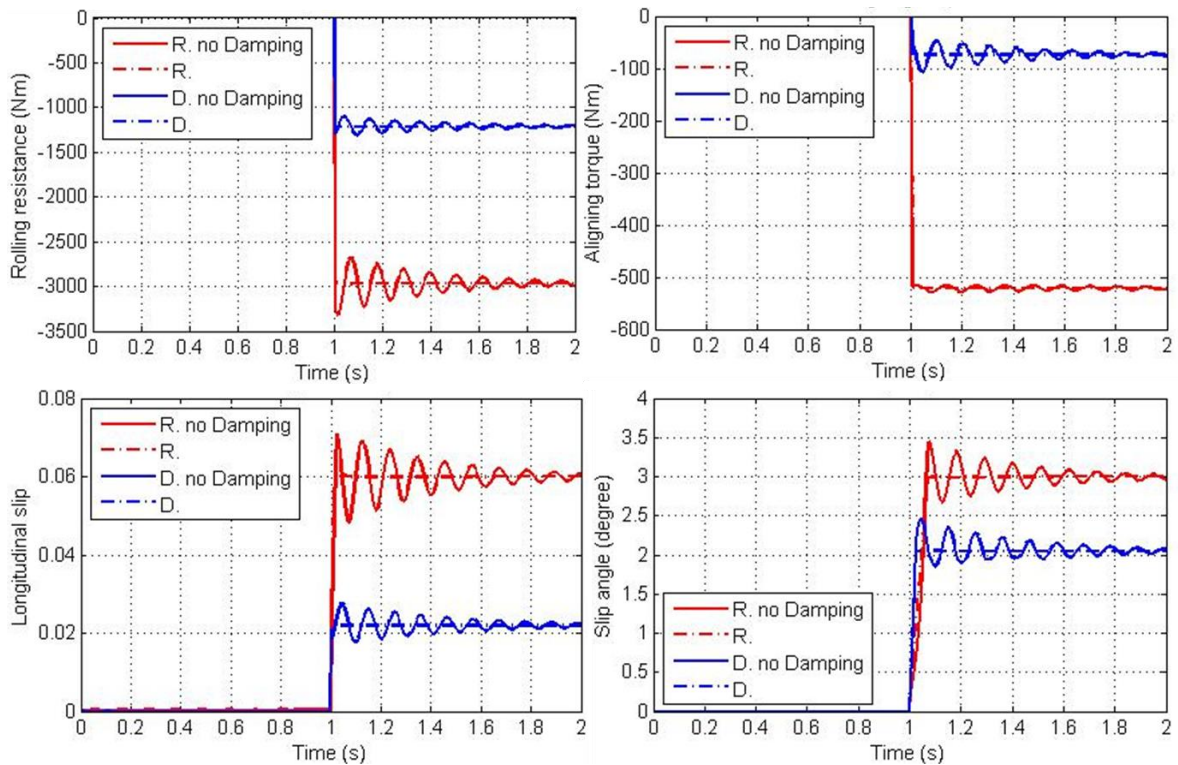 Rolling resistance (Nm)
0
-500
-1000
-1500
-2000
-2500
-3000
-3500
R. no Damping
R.
D. no Damping
D.
0 0.2 0.4 0.6 0.8 1 1.2 1.4 1.6 1.8 2
Time (s)
Aligning torque (Nm)
0
-100
-200
-300
-400
-500
-600
R. no Damping
R.
D. no Damping
D.
0 0.2 0.4 0.6 0.8 1 1.2 1.4 1.6 1.8 2
Time (s)
Longitudinal slip
0.08
0.06
0.04
0.02
0
R. no Damping
R.
D. no Damping
D.
0 0.2 0.4 0.6 0.8 1 1.2 1.4 1.6 1.8 2
Time (s)
Slip angle (degree)
4
3.5
3
2.5
2
1.5
1
0.5
0
R. no Damping
R.
D. no Damping
D.
0 0.2 0.4 0.6 0.8 1 1.2 1.4 1.6 1.8 2
Time (s)